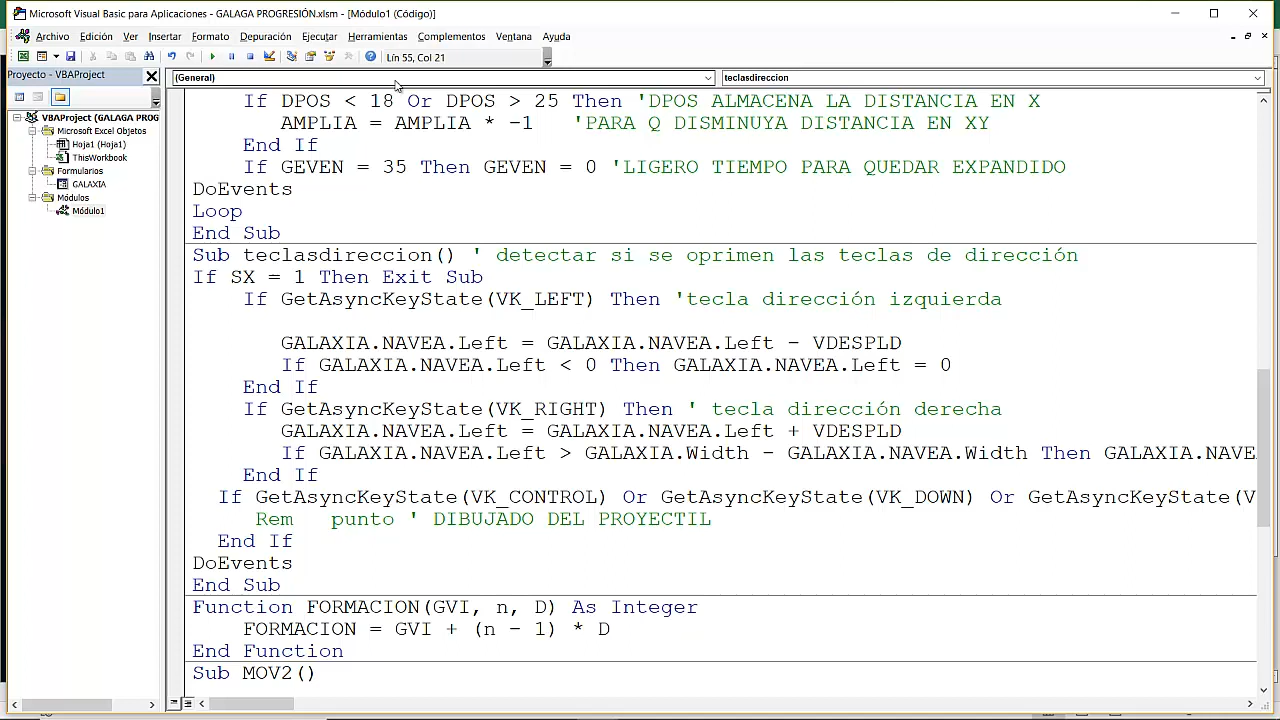 Microsoft Visual Basic para Aplicaciones - GALAGA PROGRESIÓN.xlsm - [Módulo1 (Código)]
Archivo Edición Ver Insertar Formato Depuración Ejecutar Herramientas Complementos Ventana Ayuda
Lín 55, Col 21
Proyecto - VBAProject
(General)
teclasdireccion
VBAProject (GALAGA PROG
Microsoft Excel Objetos
Hoja1 (Hoja1)
ThisWorkbook
Formularios
GALAXIA
Módulos
Módulo1
If DPOS < 18 Or DPOS > 25 Then 'DPOS ALMACENA LA DISTANCIA EN X
AMPLIA = AMPLIA * -1 'PARA Q DISMINUYA DISTANCIA EN XY
End If
If GEVEN = 35 Then GEVEN = 0 'LIGERO TIEMPO PARA QUEDAR EXPANDIDO
DoEvents
Loop
End Sub
Sub teclasdireccion() ' detectar si se oprimen las teclas de dirección
If SX = 1 Then Exit Sub
If GetAsyncKeyState(VK_LEFT) Then 'tecla dirección izquierda
GALAXIA.NAVEA.Left = GALAXIA.NAVEA.Left - VDESPLD
If GALAXIA.NAVEA.Left < 0 Then GALAXIA.NAVEA.Left = 0
End If
If GetAsyncKeyState(VK_RIGHT) Then ' tecla dirección derecha
GALAXIA.NAVEA.Left = GALAXIA.NAVEA.Left + VDESPLD
If GALAXIA.NAVEA.Left > GALAXIA.Width - GALAXIA.NAVEA.Width Then GALAXIA.NAVE
End If
If GetAsyncKeyState(VK_CONTROL) Or GetAsyncKeyState(VK_DOWN) Or GetAsyncKeyState(V
Rem punto ' DIBUJADO DEL PROYECTIL
End If
DoEvents
End Sub
Function FORMACION(GVI, n, D) As Integer
FORMACION = GVI + (n - 1) * D
End Function
Sub MOV2()